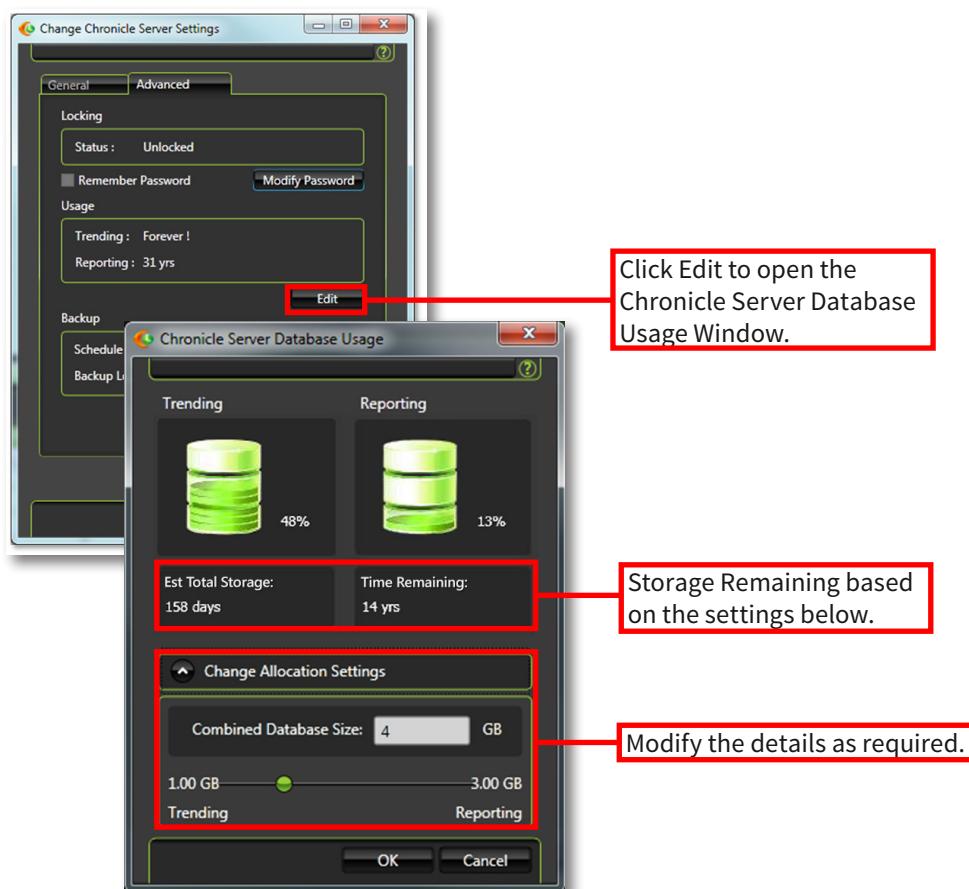 Change Chronicle Server Settings
General
Advanced
Locking
Status : Unlocked
Remember Password
Modify Password
Usage
Trending : Forever !
Reporting : 31 yrs
Edit
Backup
Schedule
Click Edit to open the
Chronicle Server Database
Usage Window.
Chronicle Server Database Usage
Trending
Reporting
48%
13%
Est Total Storage:
158 days
Time Remaining:
14 yrs
Storage Remaining based
on the settings below.
Change Allocation Settings
Combined Database Size: 4 GB
1.00 GB
3.00 GB
Trending
Reporting
Modify the details as required.
OK
Cancel
Backup